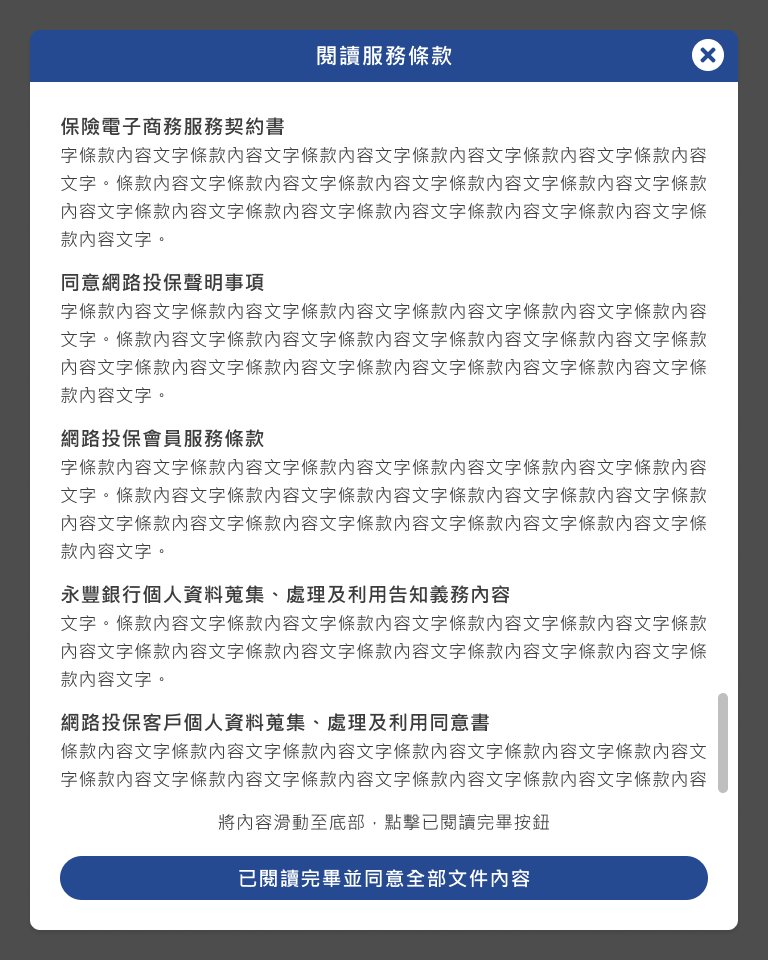 閱讀服務條款
保險電子商務服務契約書
字條款內容文字條款內容文字條款內容文字條款內容文字條款內容文字條款內容
文字。條款內容文字條款內容文字條款內容文字條款內容文字條款內容文字條款
內容文字條款內容文字條款內容文字條款內容文字條款內容文字條款內容文字條
款內容文字。
同意網路投保聲明事項
字條款內容文字條款內容文字條款內容文字條款內容文字條款內容文字條款內容
文字。條款內容文字條款內容文字條款內容文字條款內容文字條款內容文字條款
內容文字條款內容文字條款內容文字條款內容文字條款內容文字條款內容文字條
款內容文字。
網路投保會員服務條款
字條款內容文字條款內容文字條款內容文字條款內容文字條款內容文字條款內容
文字。條款內容文字條款內容文字條款內容文字條款內容文字條款內容文字條款
內容文字條款內容文字條款內容文字條款內容文字條款內容文字條款內容文字條
款內容文字。
永豐銀行個人資料蒐集、處理及利用告知義務內容
文字。條款內容文字條款內容文字條款內容文字條款內容文字條款內容文字條款
內容文字條款內容文字條款內容文字條款內容文字條款內容文字條款內容文字條
款內容文字。
網路投保客戶個人資料蒐集、處理及利用同意書
條款內容文字條款內容文字條款內容文字條款內容文字條款內容文字條款內容文
字條款內容文字條款內容文字條款內容文字條款內容文字條款內容文字條款內容
將內容滑動至底部，點擊已閱讀完畢按鈕
已閱讀完畢並同意全部文件內容